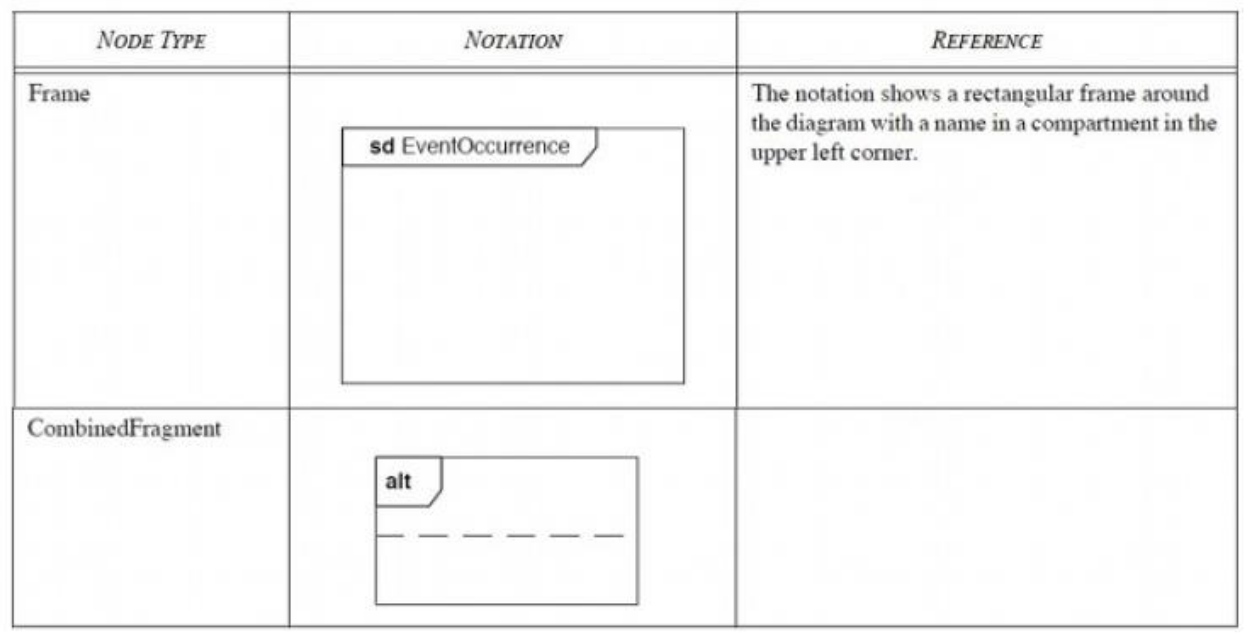 NODE TYPE NOTATION REFERENCE
Frame
The notation shows a rectangular frame around
the diagram with a name in a compartment in the
upper left corner.
sd EventOccurrence
CombinedFragment
alt